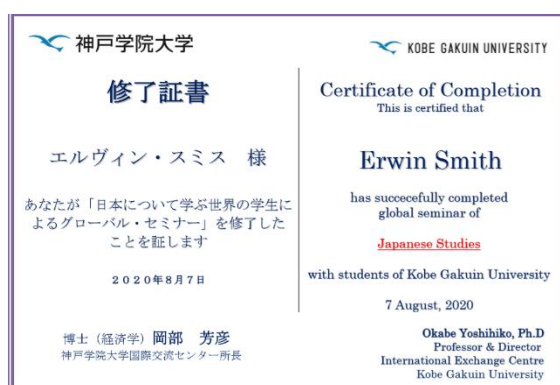 神戸学院大学
修了証書
エルヴィン・スミス　様
あなたが「日本について学ぶ世界の学生に
よるグローバル・セミナー」を修了した
ことを証します
２０２０年８月７日
博士（経済学）岡部　芳彦
神戸学院大学国際交流センター所長
KOBE GAKUIN UNIVERSITY
Certificate of Completion
This is certified that
Erwin Smith
has succecefully completed
global seminar of
Japanese Studies
with students of Kobe Gakuin University
7 August, 2020
Okabe Yoshihiko, Ph.D
Professor & Director
International Exchange Centre
Kobe Gakuin University